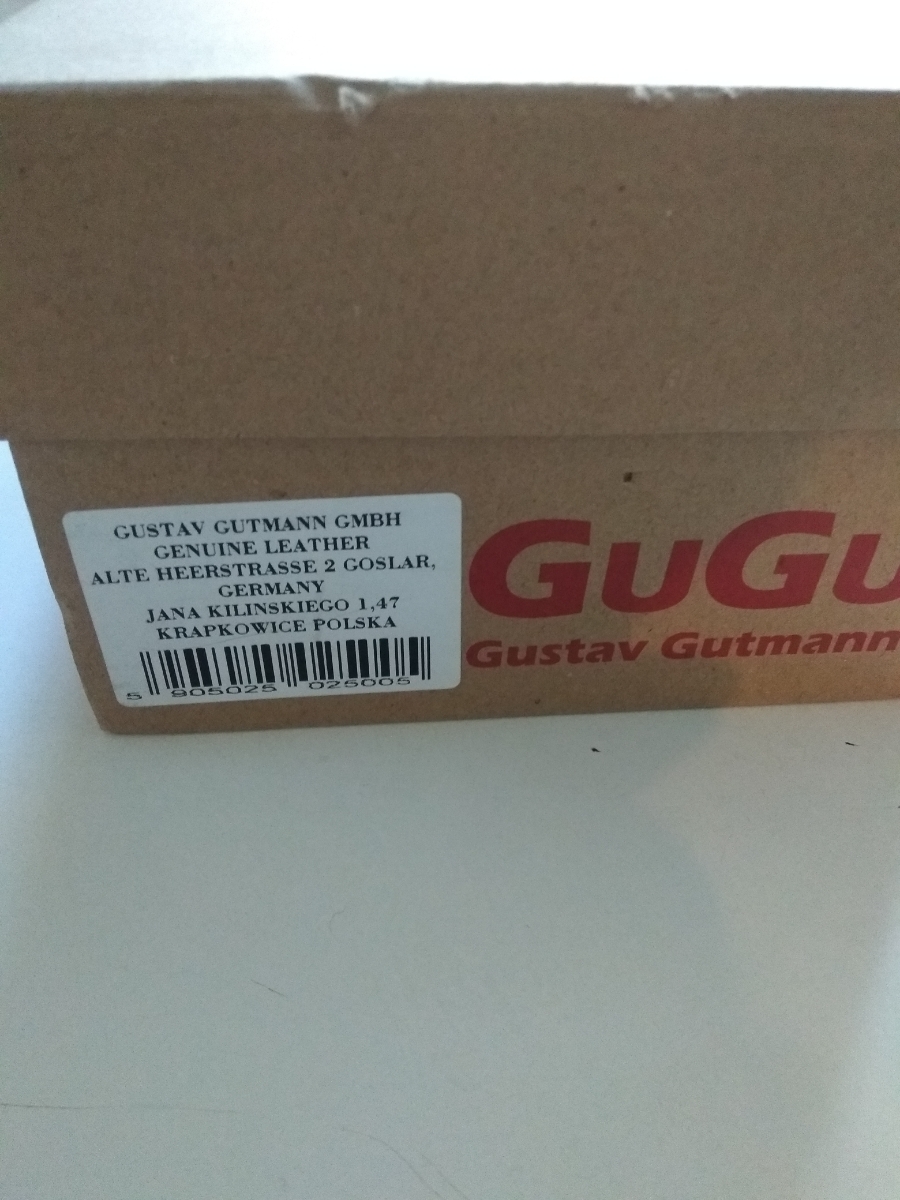 GUSTAV GUTMANN GMBH
GENUINE LEATHER
ALTE HEERSTRASSE 2 GOSLAR,
GERMANY
JANA KILINSKIEGO 1,47
KRAPKOWICE POLSKA
5 905025 025005
GuGu
Gustav Gutmann